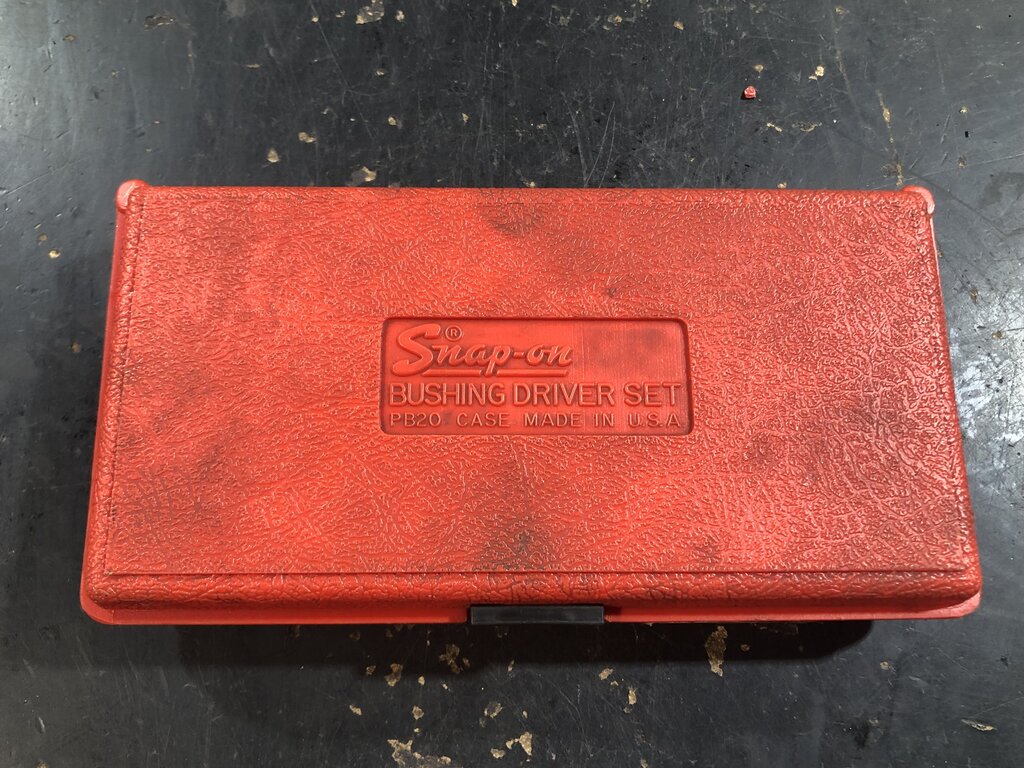 Snap-on®
BUSHING DRIVER SET
PB20 CASE MADE IN U.S.A